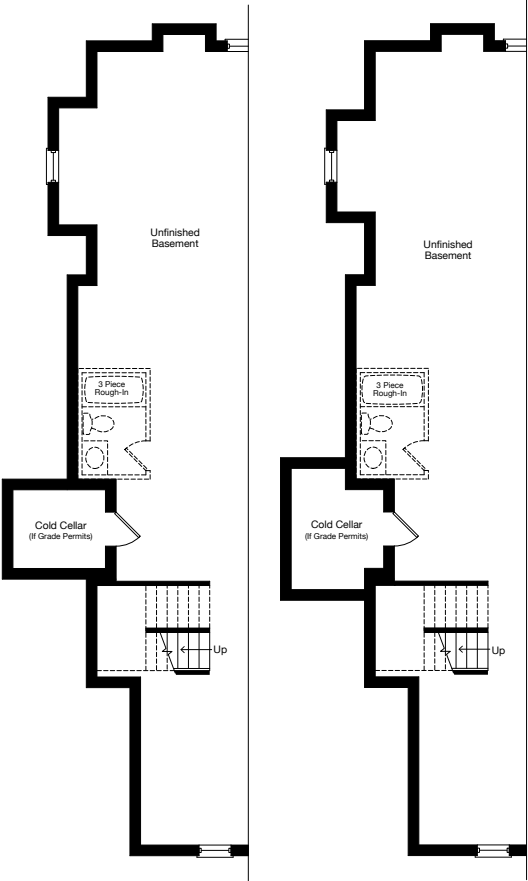 Unfinished
Basement
3 Piece
Rough-In
Cold Cellar
(If Grade Permits)
Up
Unfinished
Basement
3 Piece
Rough-In
Cold Cellar
(If Grade Permits)
Up